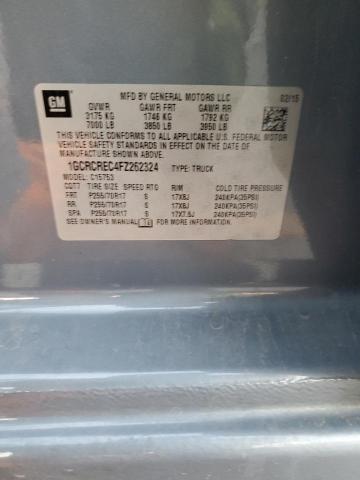 GM
MFD BY GENERAL MOTORS LLC
02/15
GVWR GAWR FRT GAWR RR
3175 KG 1746 KG 1792 KG
7000 LB 3850 LB 3950 LB
THIS VEHICLE CONFORMS TO ALL APPLICABLE U.S. FEDERAL MOTOR
VEHICLE SAFETY AND THEFT PREVENTION STANDARDS IN EFFECT
ON THE DATE OF MANUFACTURE SHOWN ABOVE.
1GCRCREC4FZ262324 TYPE: TRUCK
MODEL: C15753
TIRE SIZE SPEED RTG RIM COLD TIRE PRESSURE
FRT P255/70R17 S 17X8J 240KPA(35PSI)
RR P255/70R17 S 17X8J 240KPA(35PSI)
SPA P255/70R17 S 17X7.5J 240KPA(35PSI)
SEE OWNER'S MANUAL FOR MORE INFORMATION.